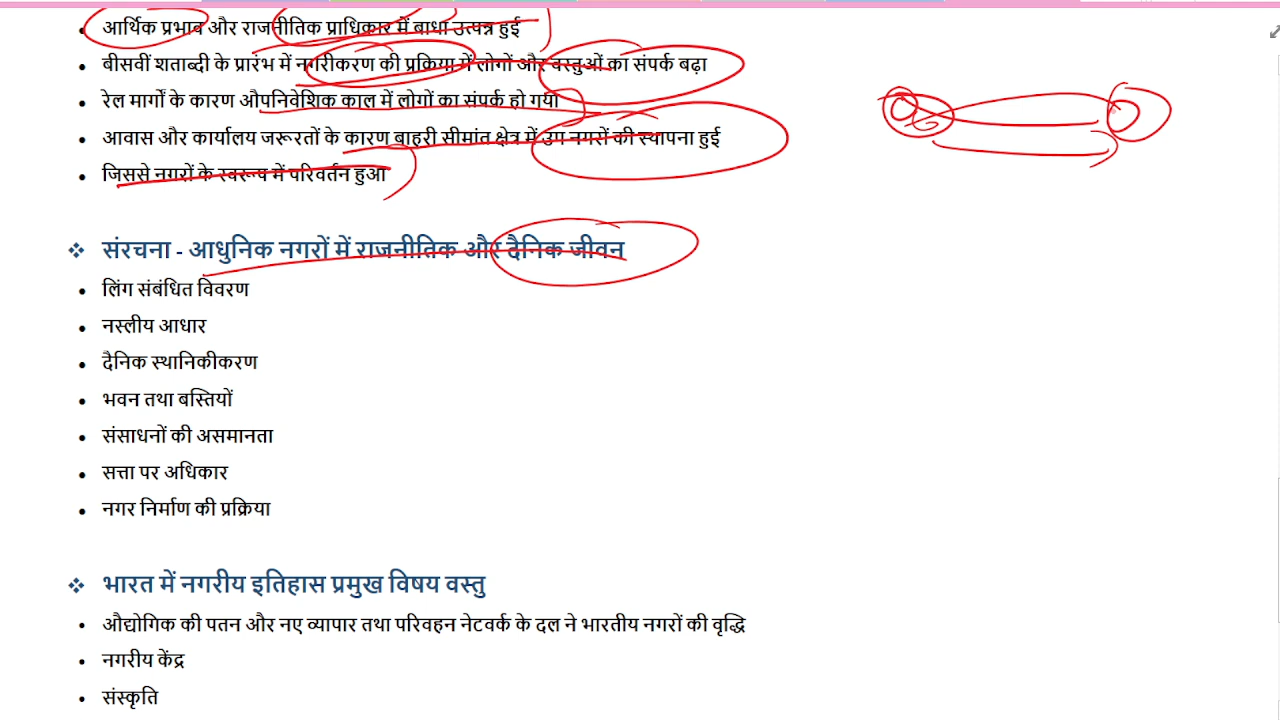 आर्थिक प्रभाव और राजनीतिक प्राधिकार में बाधा उत्पन्न हुई
बीसवीं शताब्दी के प्रारंभ में नगरीकरण की प्रक्रिया में लोगों और वस्तुओं का संपर्क बढ़ा
रेल मार्गों के कारण औपनिवेशिक काल में लोगों का संपर्क हो गया
आवास और कार्यालय जरूरतों के कारण बाहरी सीमांत क्षेत्र में उप नगरों की स्थापना हुई
जिससे नगरों के स्वरूप में परिवर्तन हुआ
संरचना - आधुनिक नगरों में राजनीतिक और दैनिक जीवन
लिंग संबंधित विवरण
नस्लीय आधार
दैनिक स्थानिकीकरण
भवन तथा बस्तियों
संसाधनों की असमानता
सत्ता पर अधिकार
नगर निर्माण की प्रक्रिया
भारत में नगरीय इतिहास प्रमुख विषय वस्तु
औद्योगिक की पतन और नए व्यापार तथा परिवहन नेटवर्क के दल ने भारतीय नगरों की वृद्धि
नगरीय केंद्र
संस्कृति